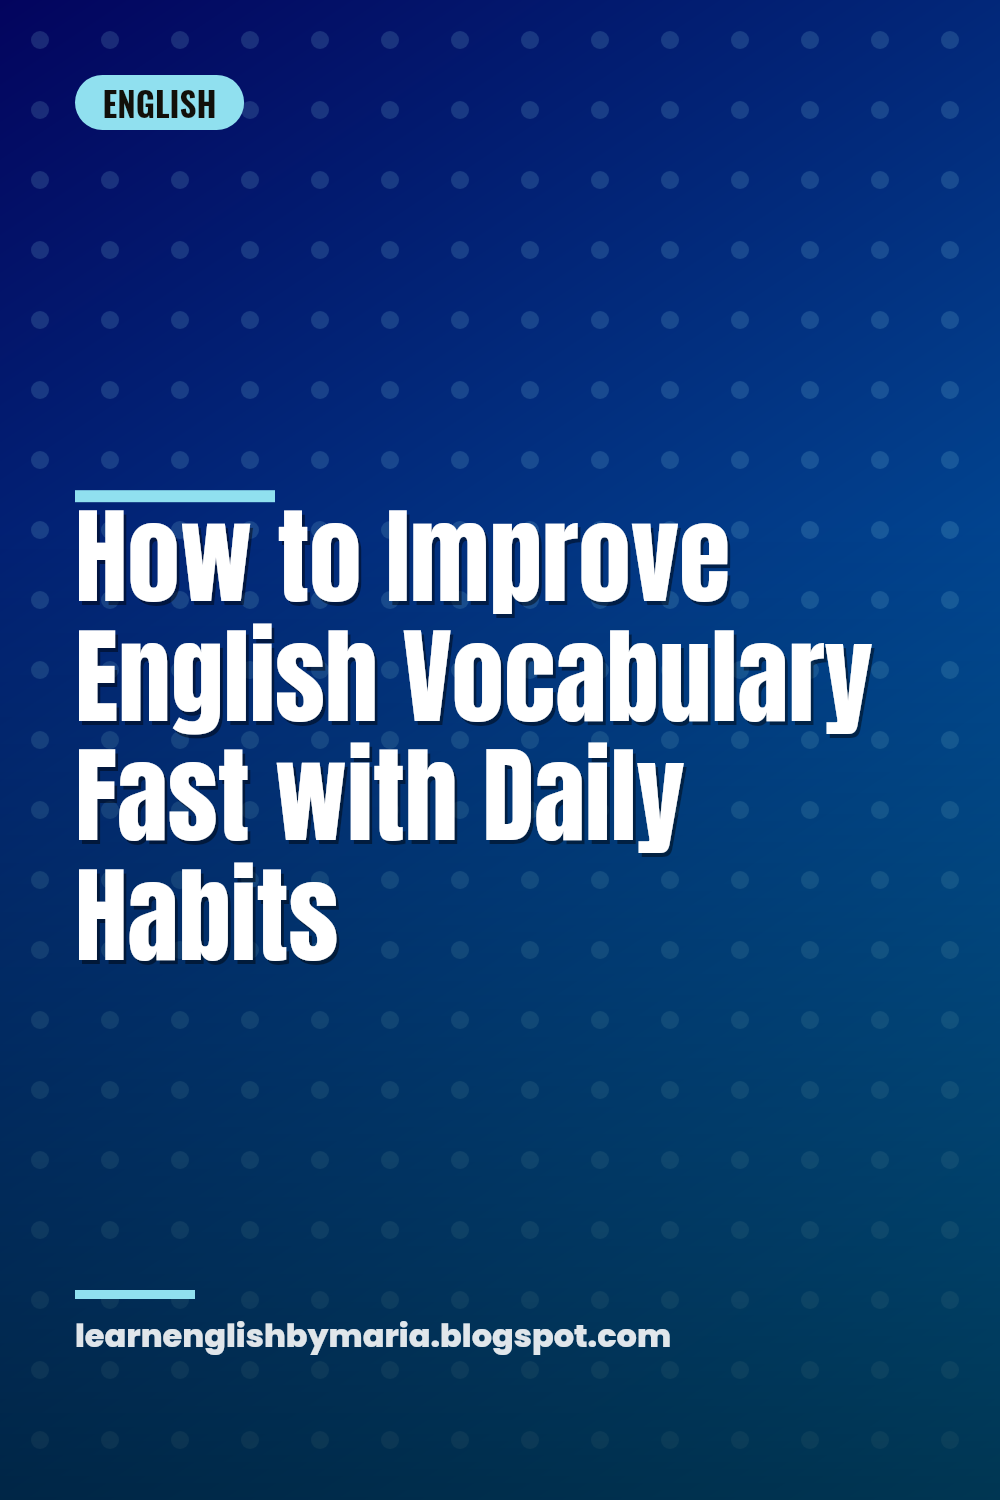 ENGLISH
How to Improve
English Vocabulary
Fast with Daily
Habits
learnenglishbymaria.blogspot.com